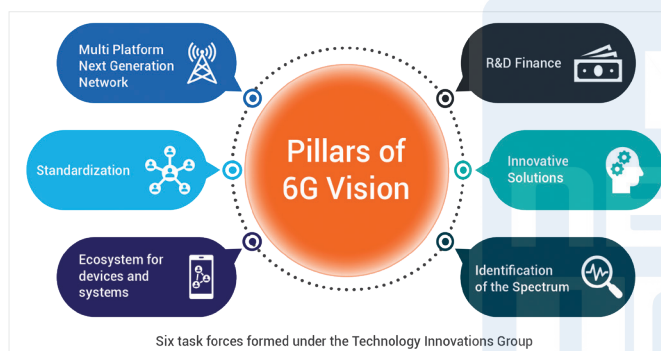 Multi Platform
Next Generation
Network
R&D Finance
Pillars of
6G Vision
Standardization
Innovative
Solutions
Ecosystem for
devices and
systems
Identification
of the Spectrum
Six task forces formed under the Technology Innovations Group